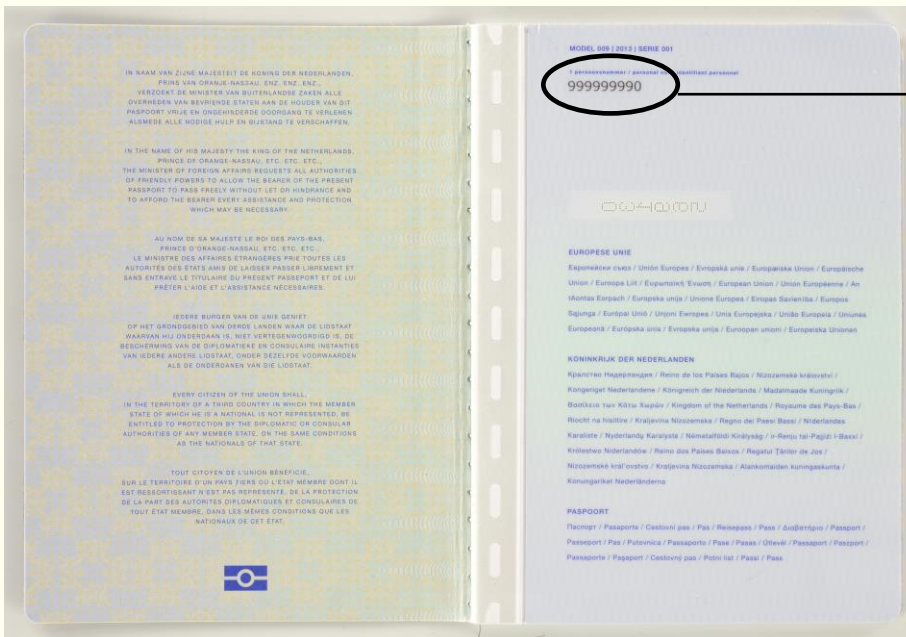 IN NAAM VAN ZIJNE MAJESTEIT DE KONING DER NEDERLANDEN,
PRINS VAN ORANJE-NASSAU, ENZ. ENZ. ENZ.,
VERZOEKT DE MINISTER VAN BUITENLANDSE ZAKEN ALLE
OVERHEDEN VAN BEVRIENDE STATEN AAN DE HOUDER VAN DIT
PASPOORT VRIJE EN ONGEHINDERDE DOORGANG TE VERLENEN
ALSMEDE ALLE NODIGE HULP EN BIJSTAND TE VERSCHAFFEN.
IN THE NAME OF HIS MAJESTY THE KING OF THE NETHERLANDS,
PRINCE OF ORANGE-NASSAU, ETC. ETC. ETC.,
THE MINISTER OF FOREIGN AFFAIRS REQUESTS ALL AUTHORITIES
OF FRIENDLY POWERS TO ALLOW THE BEARER OF THE PRESENT
PASSPORT TO PASS FREELY WITHOUT LET OR HINDRANCE AND
TO AFFORD THE BEARER EVERY ASSISTANCE AND PROTECTION
WHICH MAY BE NECESSARY.
AU NOM DE SA MAJESTE LE ROI DES PAYS-BAS,
PRINCE D'ORANGE-NASSAU, ETC. ETC. ETC.,
LE MINISTRE DES AFFAIRES ÉTRANGÈRES PRIE TOUTES LES
AUTORITÉS DES ÉTATS AMIS DE LAISSER PASSER LIBREMENT ET
SANS ENTRAVE LE TITULAIRE DU PRÉSENT PASSEPORT ET DE LUI
PRÊTER L'AIDE ET L'ASSISTANCE NÉCESSAIRES.
IEDERE BURGER VAN DE UNIE GENIET
OP HET GRONDGEBIED VAN DERDE LANDEN WAAR DE LIDSTAAT
WAARVAN HIJ ONDERDAAN IS, NIET VERTEGENWOORDIGD IS, DE
BESCHERMING VAN DE DIPLOMATIEKE EN CONSULAIRE INSTANTIES
VAN IEDERE ANDERE LIDSTAAT, ONDER DEZELFDE VOORWAARDEN
ALS DE ONDERDANEN VAN DIE LIDSTAAT.
EVERY CITIZEN OF THE UNION SHALL,
IN THE TERRITORY OF A THIRD COUNTRY IN WHICH THE MEMBER
STATE OF WHICH HE IS A NATIONAL IS NOT REPRESENTED, BE
ENTITLED TO PROTECTION BY THE DIPLOMATIC OR CONSULAR
AUTHORITIES OF ANY MEMBER STATE, ON THE SAME CONDITIONS
AS THE NATIONALS OF THAT STATE.
TOUT CITOYEN DE L'UNION BÉNÉFICIE,
SUR LE TERRITOIRE D'UN PAYS TIERS OÙ L'ÉTAT MEMBRE DONT IL
EST RESSORTISSANT N'EST PAS REPRÉSENTÉ, DE LA PROTECTION
DE LA PART DES AUTORITÉS DIPLOMATIQUES ET CONSULAIRES DE
TOUT ÉTAT MEMBRE, DANS LES MÊMES CONDITIONS QUE LES
NATIONAUX DE CET ÉTAT.
MODEL 009 | 2013 | SERIE 001
1 persoonsnummer / personal no / identifiant personnel
999999990
EUROPESE UNIE
Европейски съюз / Unión Europea / Evropská unie / Europæiske Union / Europäische
Union / Euroopa Liit / Ευρωπαϊκή Ένωση / European Union / Union Européenne / An
tAontas Eorpach / Europska unija / Unione Europea / Eiropas Savienība / Europos
Sąjunga / Európai Unió / Unjoni Ewropea / Unia Europejska / União Europeia / Uniunea
Europeană / Európska únia / Evropska unija / Euroopan unioni / Europeiska Unionen
KONINKRIJK DER NEDERLANDEN
Кралство Нидерландия / Reino de los Países Bajos / Nizozemské království /
Kongeriget Nederlandene / Königreich der Niederlande / Madalmaade Kuningriik /
Βασίλειο των Κάτω Χωρών / Kingdom of the Netherlands / Royaume des Pays-Bas /
Ríocht na hísiltíre / Kraljevina Nizozemska / Regno dei Paesi Bassi / Nīderlandes
Karaliste / Nyderlandų Karalystė / Németalföldi Királyság / Ir-Renju tal-Pajjiżi l-Baxxi /
Królestwo Niderlandów / Reino dos Países Baixos / Regatul Ţărilor de Jos /
Nizozemské kráľovstvo / Kraljevina Nizozemska / Alankomaiden kuningaskunta /
Konungariket Nederländerna
PASPOORT
Паспорт / Pasaporte / Cestovní pas / Pas / Reisepass / Pass / Διαβατήριο / Passport /
Passeport / Pas / Putovnica / Passaporto / Pase / Pasas / Útlevél / Passaport / Paszport /
Passaporte / Paşaport / Cestovný pas / Potni list / Passi / Pass